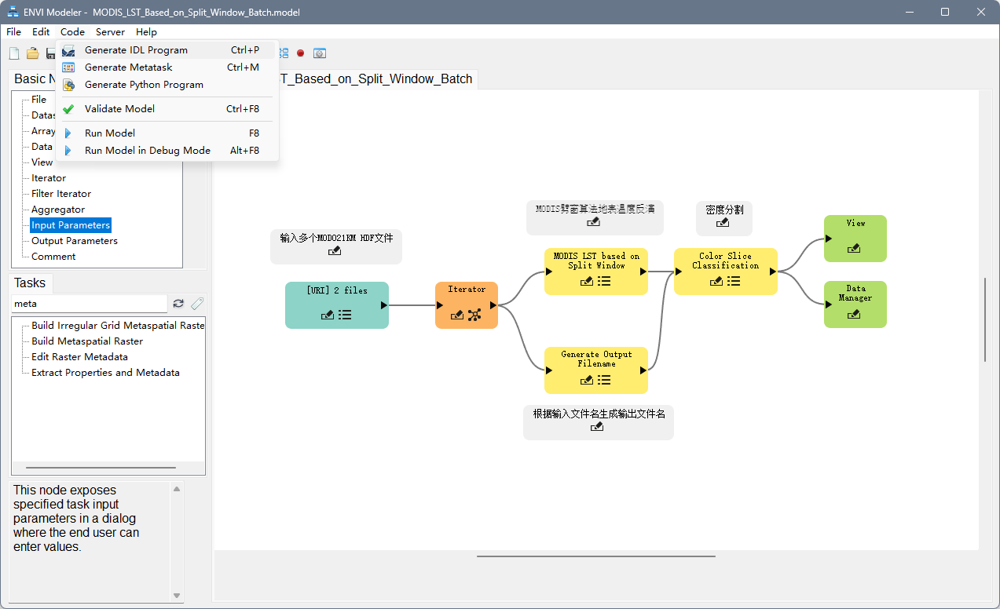 ENVI Modeler - MODIS_LST_Based_on_Split_Window_Batch.model
File Edit Code Server Help
Generate IDL Program Ctrl+P
Generate Metatask Ctrl+M
Generate Python Program
Validate Model Ctrl+F8
Run Model F8
Run Model in Debug Mode Alt+F8
Basic N
T_Based_on_Split_Window_Batch
File
Datas
Array
Data
View
Iterator
Filter Iterator
Aggregator
Input Parameters
Output Parameters
Comment
Tasks
meta
Build Irregular Grid Metaspatial Raste
Build Metaspatial Raster
Edit Raster Metadata
Extract Properties and Metadata
This node exposes
specified task input
parameters in a dialog
where the end user can
enter values.
输入多个MOD021KM HDF文件
[URI] 2 files
Iterator
MODIS劈窗算法地表温度反演
MODIS LST based on
Split Window
密度分割
Color Slice
Classification
View
Data
Manager
Generate Output
Filename
根据输入文件名生成输出文件名